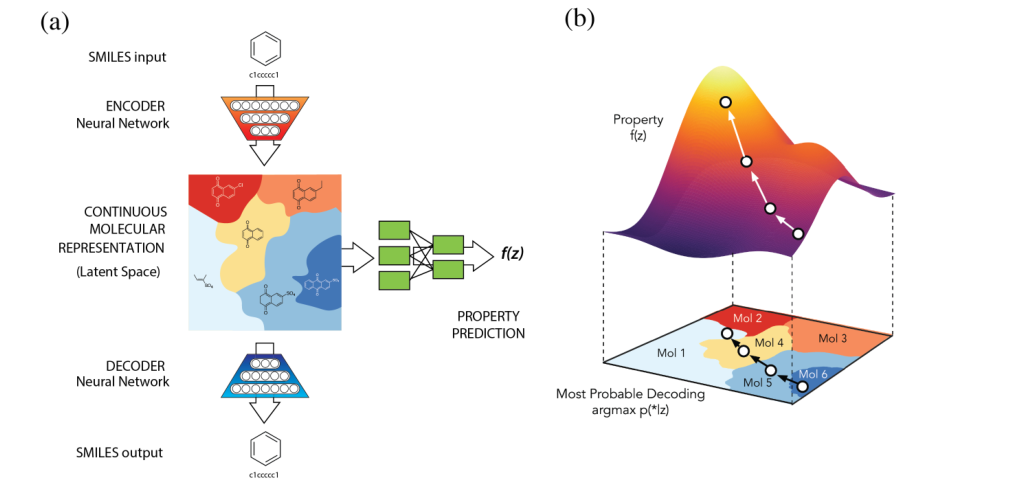 (a)
SMILES input
c1ccccc1
ENCODER
Neural Network
CONTINUOUS
MOLECULAR
REPRESENTATION
(Latent Space)
f(z)
PROPERTY
PREDICTION
DECODER
Neural Network
SMILES output
c1ccccc1
(b)
Property
f(z)
Mol 2
Mol 3
Mol 4
Mol 1
Mol 5
Mol 6
Most Probable Decoding
argmax p(*lz)